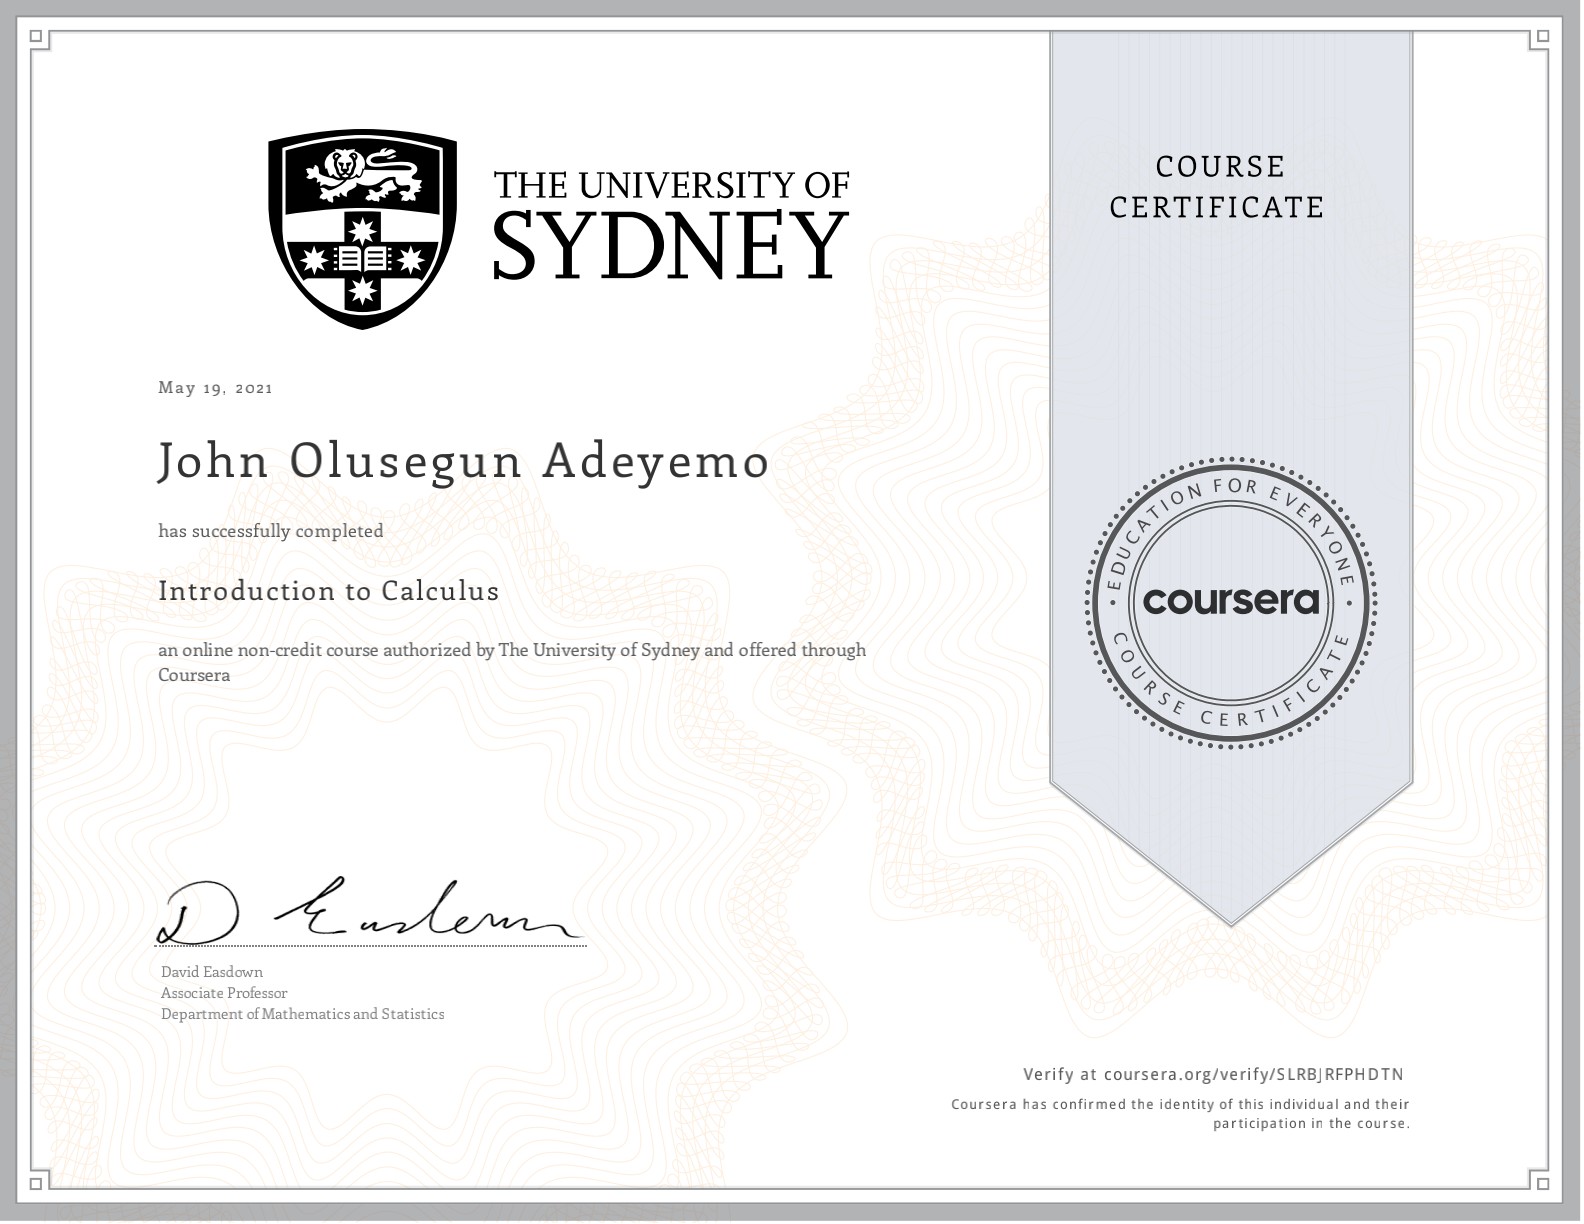 THE UNIVERSITY OF
SYDNEY
COURSE
CERTIFICATE
May 19, 2021
John Olusegun Adeyemo
has successfully completed
Introduction to Calculus
an online non-credit course authorized by The University of Sydney and offered through
Coursera
EDUCATION FOR EVERYONE
coursera
COURSE CERTIFICATE
D Easdown
David Easdown
Associate Professor
Department of Mathematics and Statistics
Verify at coursera.org/verify/SLRBJRFPHDTN
Coursera has confirmed the identity of this individual and their
participation in the course.